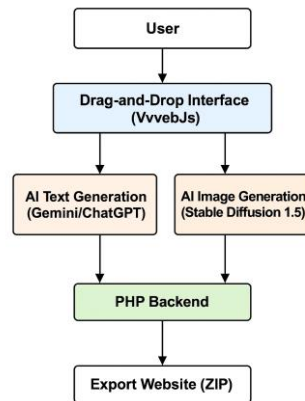 User
Drag-and-Drop Interface
(VvvebJs)
AI Text Generation
(Gemini/ChatGPT)
AI Image Generation
(Stable Diffusion 1.5)
PHP Backend
Export Website (ZIP)